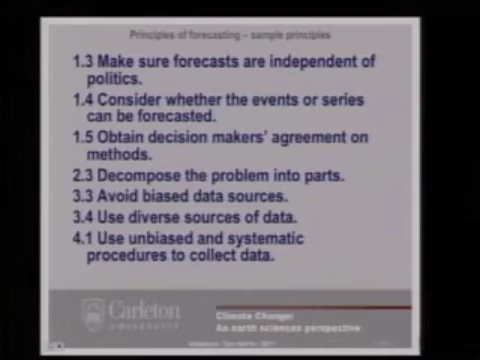 Principles of forecasting – sample principles
1.3 Make sure forecasts are independent of
politics.
1.4 Consider whether the events or series
can be forecasted.
1.5 Obtain decision makers' agreement on
methods.
2.3 Decompose the problem into parts.
3.3 Avoid biased data sources.
3.4 Use diverse sources of data.
4.1 Use unbiased and systematic
procedures to collect data.
Carleton
UNIVERSITY
Climate Change:
An earth sciences perspective